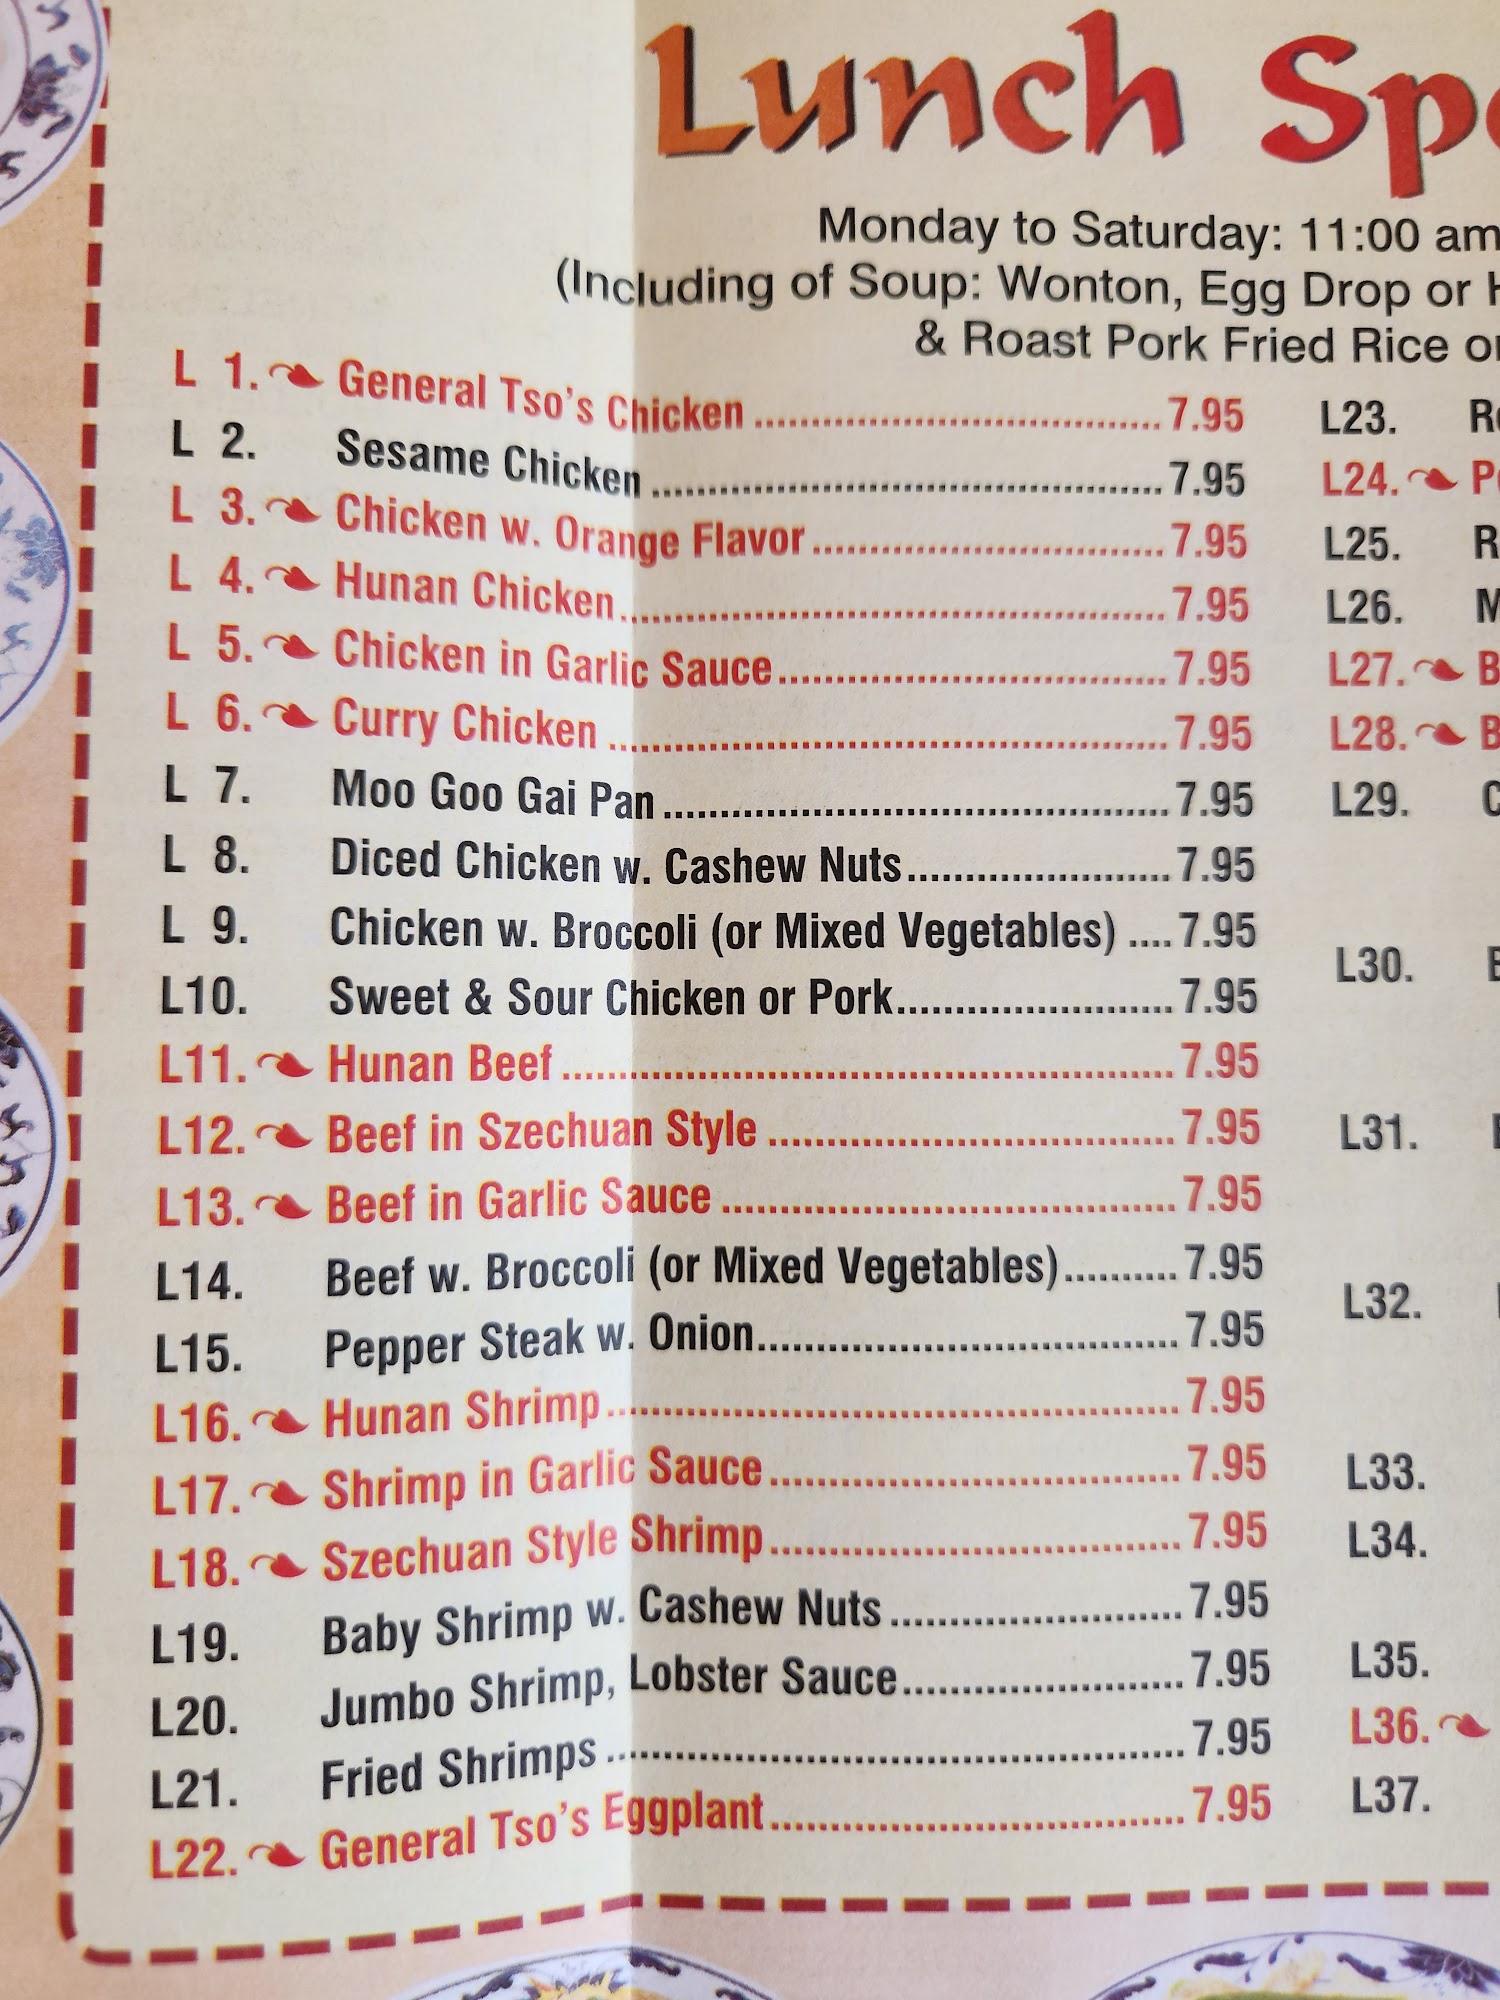 Lunch
Monday to Saturday: 11:00 am
(Including of Soup: Wonton, Egg Drop or
& Roast Pork Fried Rice or
L 1. General Tso's Chicken 7.95
L 2. Sesame Chicken 7.95
L 3. Chicken w. Orange Flavor 7.95
L 4. Hunan Chicken 7.95
L 5. Chicken in Garlic Sauce 7.95
L 6. Curry Chicken 7.95
L 7. Moo Goo Gai Pan 7.95
L 8. Diced Chicken w. Cashew Nuts 7.95
L 9. Chicken w. Broccoli (or Mixed Vegetables) 7.95
L10. Sweet & Sour Chicken or Pork 7.95
L11. Hunan Beef 7.95
L12. Beef in Szechuan Style 7.95
L13. Beef in Garlic Sauce 7.95
L14. Beef w. Broccoli (or Mixed Vegetables) 7.95
L15. Pepper Steak w. Onion 7.95
L16. Hunan Shrimp 7.95
L17. Shrimp in Garlic Sauce 7.95
L18. Szechuan Style Shrimp 7.95
L19. Baby Shrimp w. Cashew Nuts 7.95
L20. Jumbo Shrimp, Lobster Sauce 7.95
L21. Fried Shrimps 7.95
L22. General Tso's Eggplant 7.95
L23.
L24.
L25.
L26.
L27.
L28.
L29.
L30.
L31.
L32.
L33.
L34.
L35.
L36.
L37.